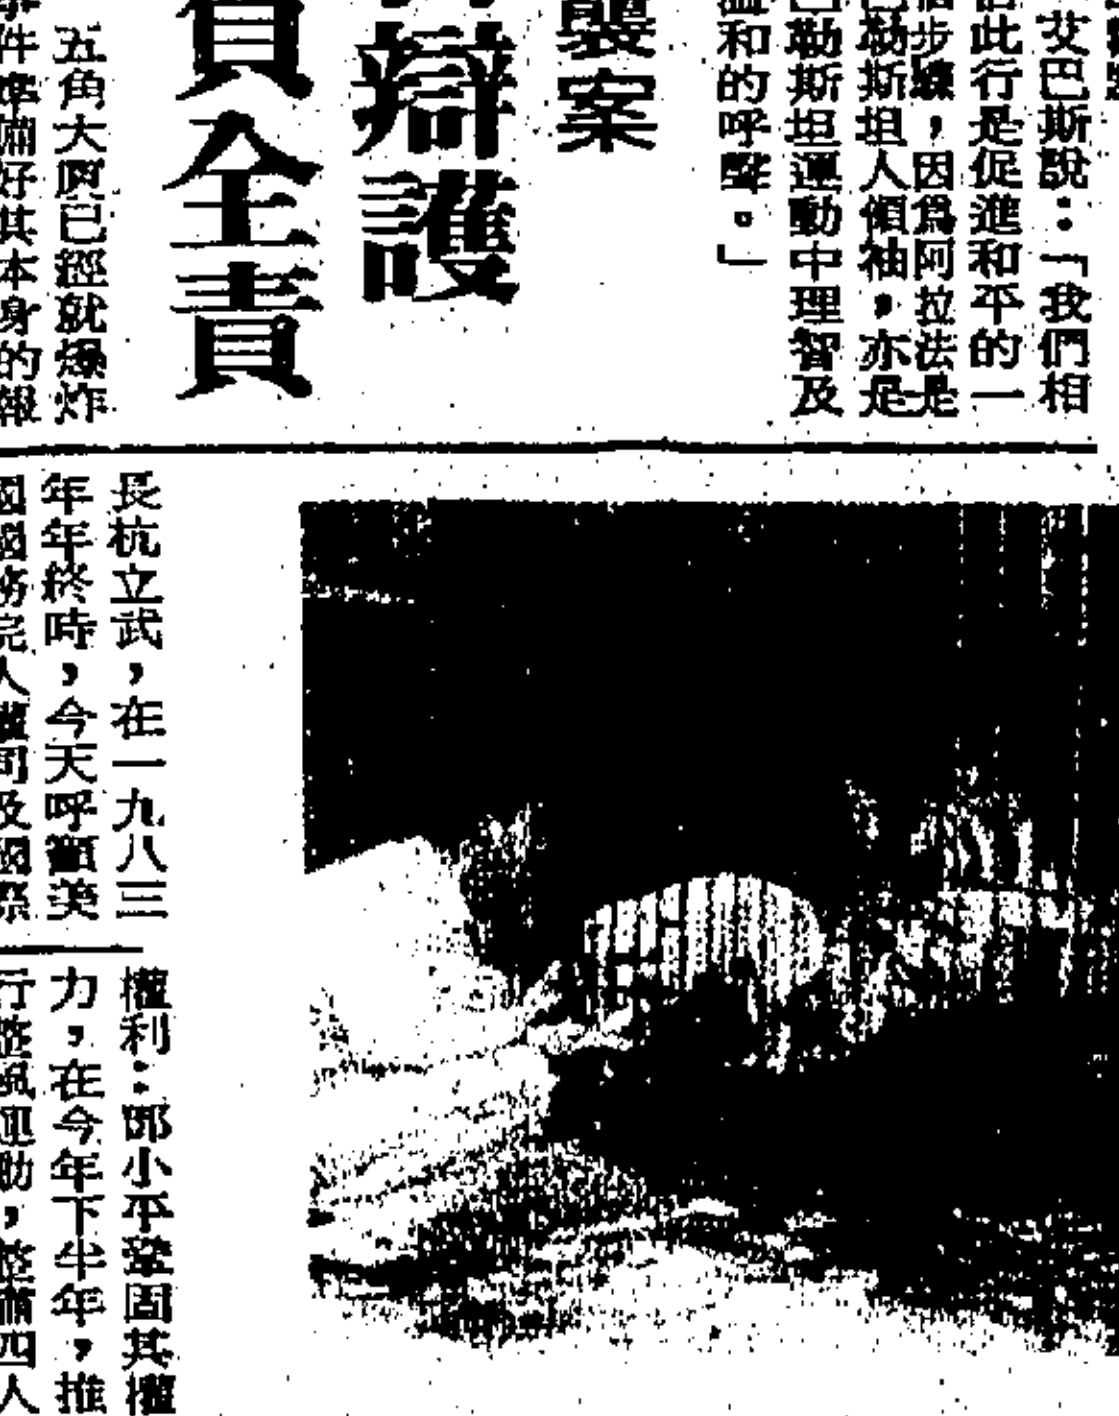 艾巴斯說：「我們相
此行是促進和平的一
個步驟，因爲阿拉法是
巴勒斯坦人領袖，亦是
巴勒斯坦運動中理智及
溫和的呼聲。」
襲案
辯護
負全責
五角大廈已經就爆炸
事件準備好其本身的報
長杭立武，在一九八三
年年終時，今天呼籲美
國國務院人權司及國際
權利：鄧小平鞏固其權
力，在今年下半年，推
行整風運動，整肅四人